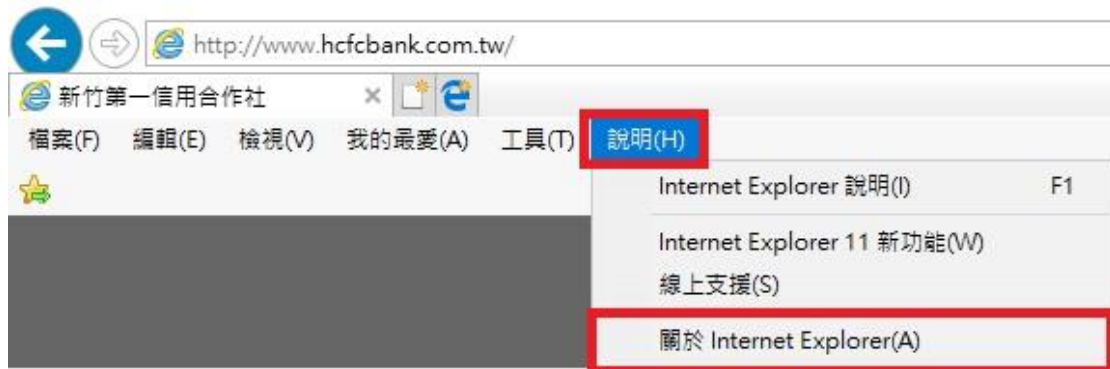 http://www.hcfcbank.com.tw/
新竹第一信用合作社
檔案(F) 編輯(E) 檢視(V) 我的最愛(A) 工具(T) 說明(H)
Internet Explorer 說明(I) F1
Internet Explorer 11 新功能(W)
線上支援(S)
關於 Internet Explorer(A)